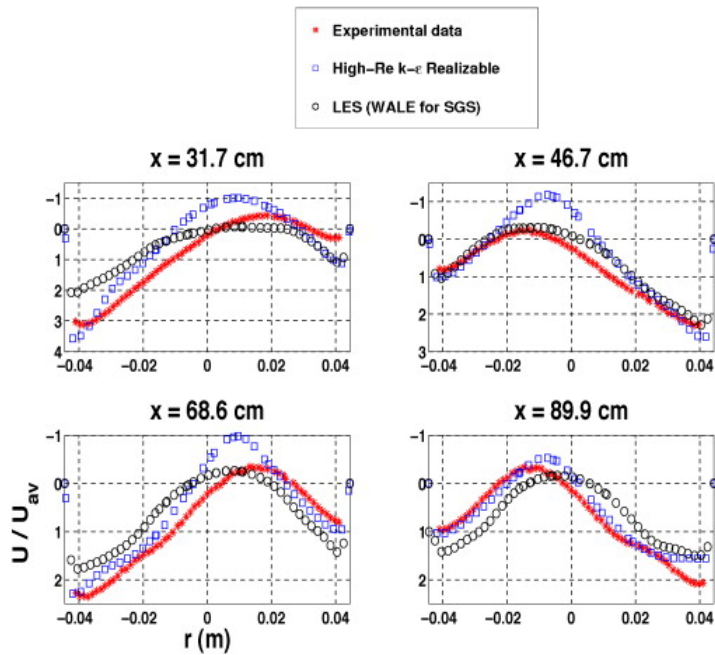 Experimental data
High-Re k-ε Realizable
LES (WALE for SGS)
x = 31.7 cm
x = 46.7 cm
-1
0
1
2
3
4
-0.04 -0.02 0 0.02 0.04
-1
0
1
2
3
-0.04 -0.02 0 0.02 0.04
x = 68.6 cm
x = 89.9 cm
-1
0
1
2
-0.04 -0.02 0 0.02 0.04
-1
0
1
2
-0.04 -0.02 0 0.02 0.04
U / Uav
r (m)